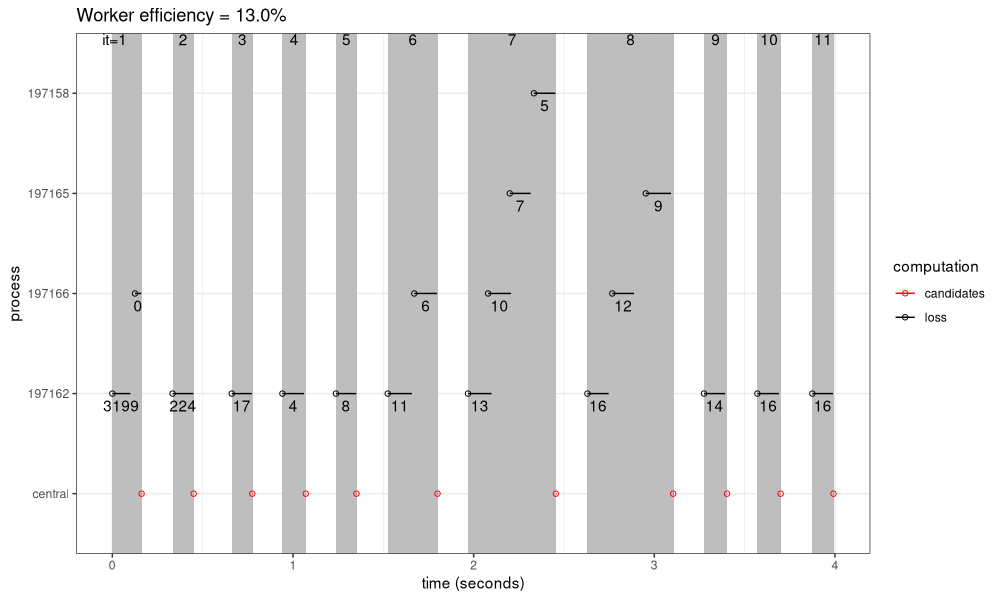 Worker efficiency = 13.0%
it=1 2 3 4 5 6 7 8 9 10 11
197158
5
197165
7 9
197166
0 6 10 12
197162
3199 224 17 4 8 11 13 16 14 16 16
central
process
0 1 2 3 4
time (seconds)
computation
candidates
loss